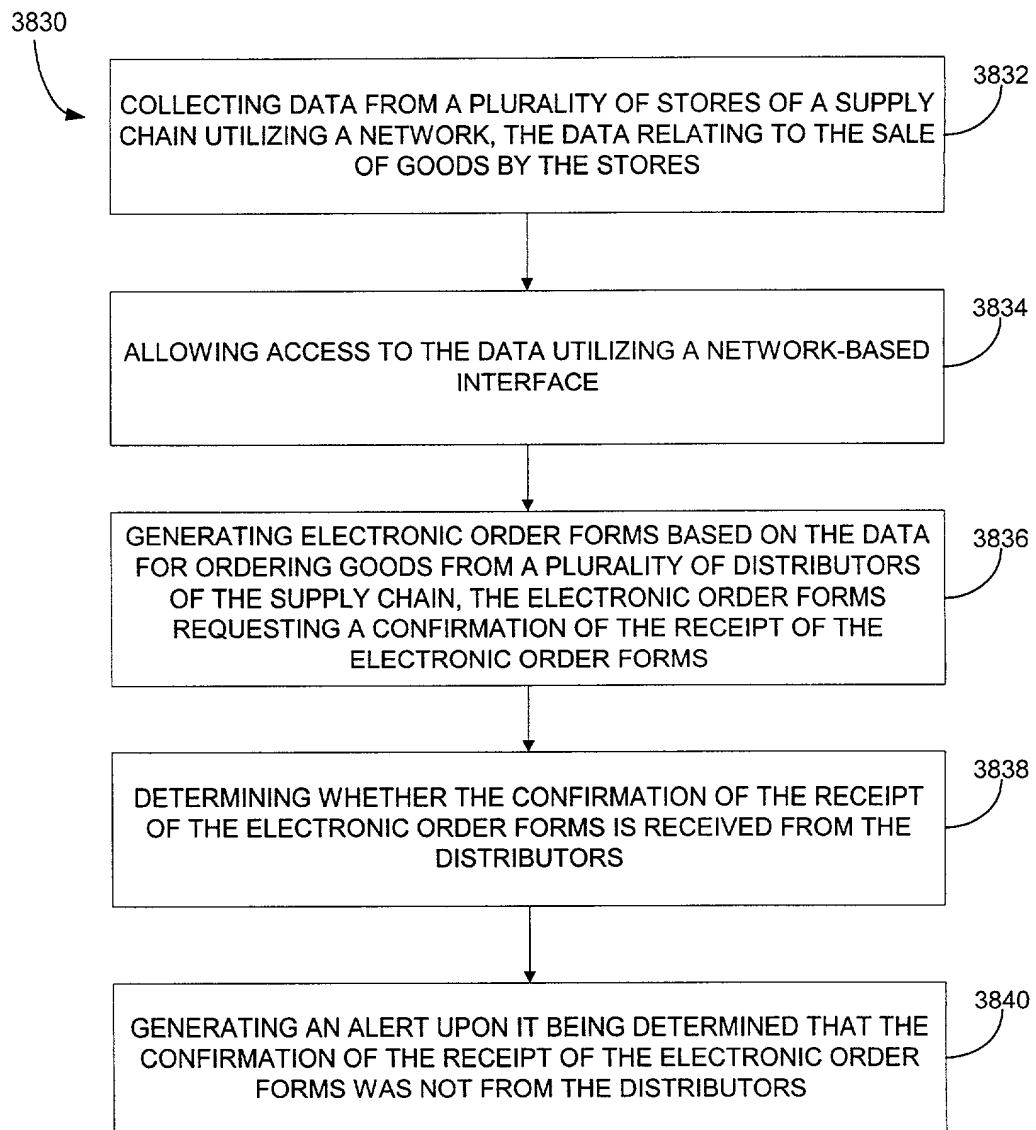 3830
3832
COLLECTING DATA FROM A PLURALITY OF STORES OF A SUPPLY
CHAIN UTILIZING A NETWORK, THE DATA RELATING TO THE SALE
OF GOODS BY THE STORES
3834
ALLOWING ACCESS TO THE DATA UTILIZING A NETWORK-BASED
INTERFACE
3836
GENERATING ELECTRONIC ORDER FORMS BASED ON THE DATA
FOR ORDERING GOODS FROM A PLURALITY OF DISTRIBUTORS
OF THE SUPPLY CHAIN, THE ELECTRONIC ORDER FORMS
REQUESTING A CONFIRMATION OF THE RECEIPT OF THE
ELECTRONIC ORDER FORMS
3838
DETERMINING WHETHER THE CONFIRMATION OF THE RECEIPT
OF THE ELECTRONIC ORDER FORMS IS RECEIVED FROM THE
DISTRIBUTORS
3840
GENERATING AN ALERT UPON IT BEING DETERMINED THAT THE
CONFIRMATION OF THE RECEIPT OF THE ELECTRONIC ORDER
FORMS WAS NOT FROM THE DISTRIBUTORS